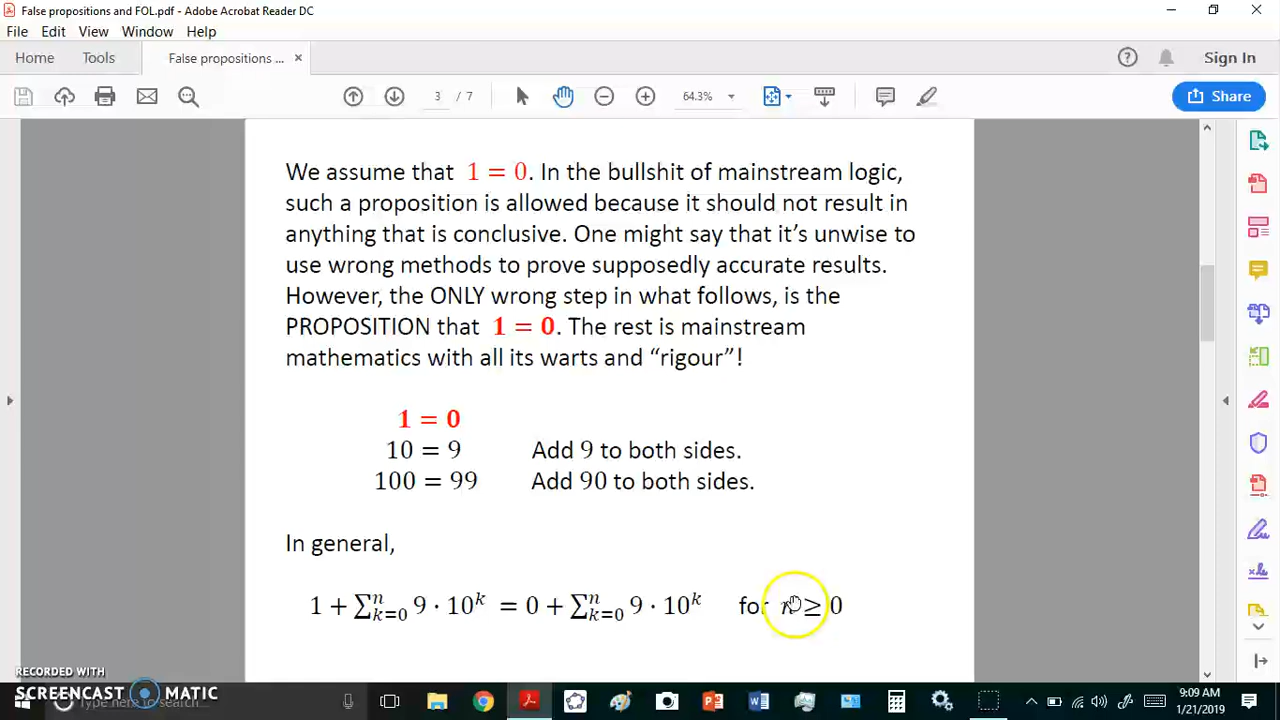 False propositions and FOL.pdf - Adobe Acrobat Reader DC
File Edit View Window Help
Home Tools False propositions ... ×
? Sign In
3 / 7 64.3% Share
We assume that 1 = 0. In the bullshit of mainstream logic,
such a proposition is allowed because it should not result in
anything that is conclusive. One might say that it’s unwise to
use wrong methods to prove supposedly accurate results.
However, the ONLY wrong step in what follows, is the
PROPOSITION that 1 = 0. The rest is mainstream
mathematics with all its warts and “rigour”!
1 = 0
10 = 9 Add 9 to both sides.
100 = 99 Add 90 to both sides.
In general,
1 + ∑ⁿₖ₌₀ 9 · 10ᵏ = 0 + ∑ⁿₖ₌₀ 9 · 10ᵏ for n ≥ 0
RECORDED WITH
SCREENCAST MATIC
Type here to search
9:09 AM
1/21/2019